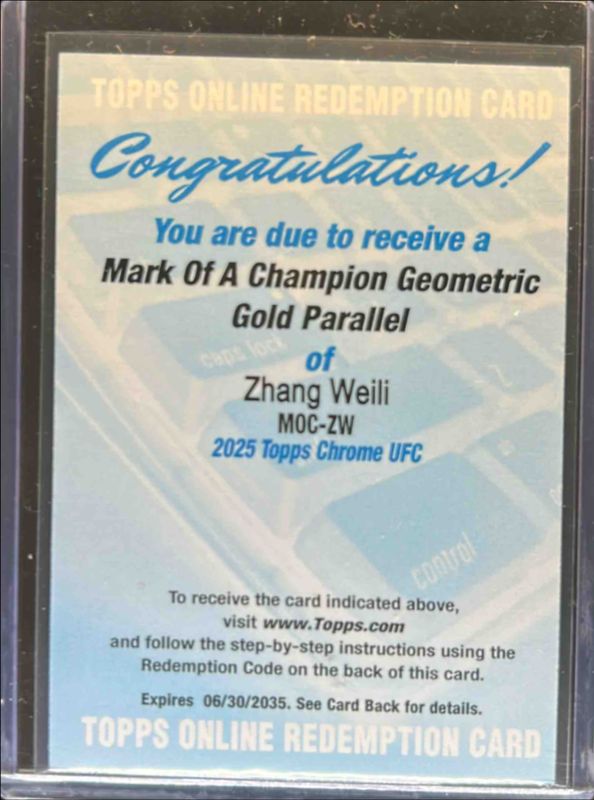 TOPPS ONLINE REDEMPTION CARD
Congratulations!
You are due to receive a
Mark Of A Champion Geometric
Gold Parallel
of
Zhang Weili
MOC-ZW
2025 Topps Chrome UFC
caps lock
control
To receive the card indicated above,
visit www.Topps.com
and follow the step-by-step instructions using the
Redemption Code on the back of this card.
Expires 06/30/2035. See Card Back for details.
TOPPS ONLINE REDEMPTION CARD